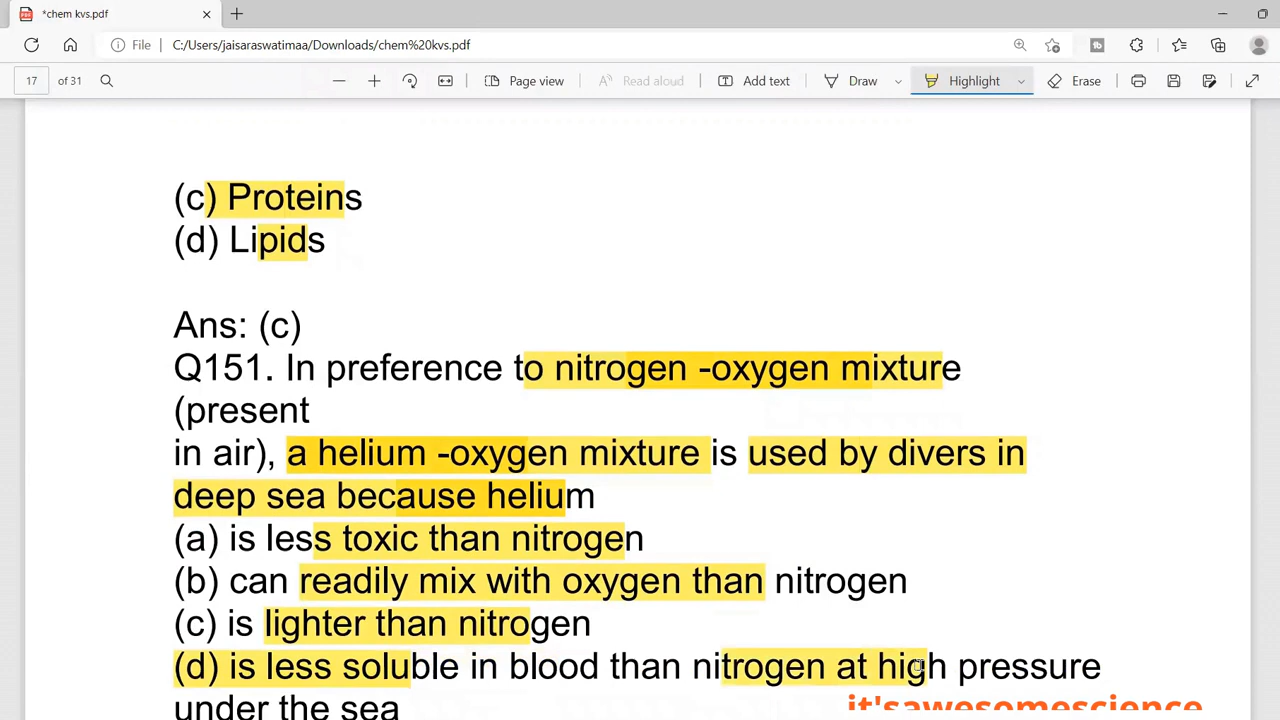 *chem kvs.pdf
File C:/Users/jaisaraswatimaa/Downloads/chem%20kvs.pdf
17 of 31 Page view Read aloud Add text Draw Highlight Erase
(c) Proteins
(d) Lipids
Ans: (c)
Q151. In preference to nitrogen -oxygen mixture
(present
in air), a helium -oxygen mixture is used by divers in
deep sea because helium
(a) is less toxic than nitrogen
(b) can readily mix with oxygen than nitrogen
(c) is lighter than nitrogen
(d) is less soluble in blood than nitrogen at high pressure
under the sea
it'sawesomescience